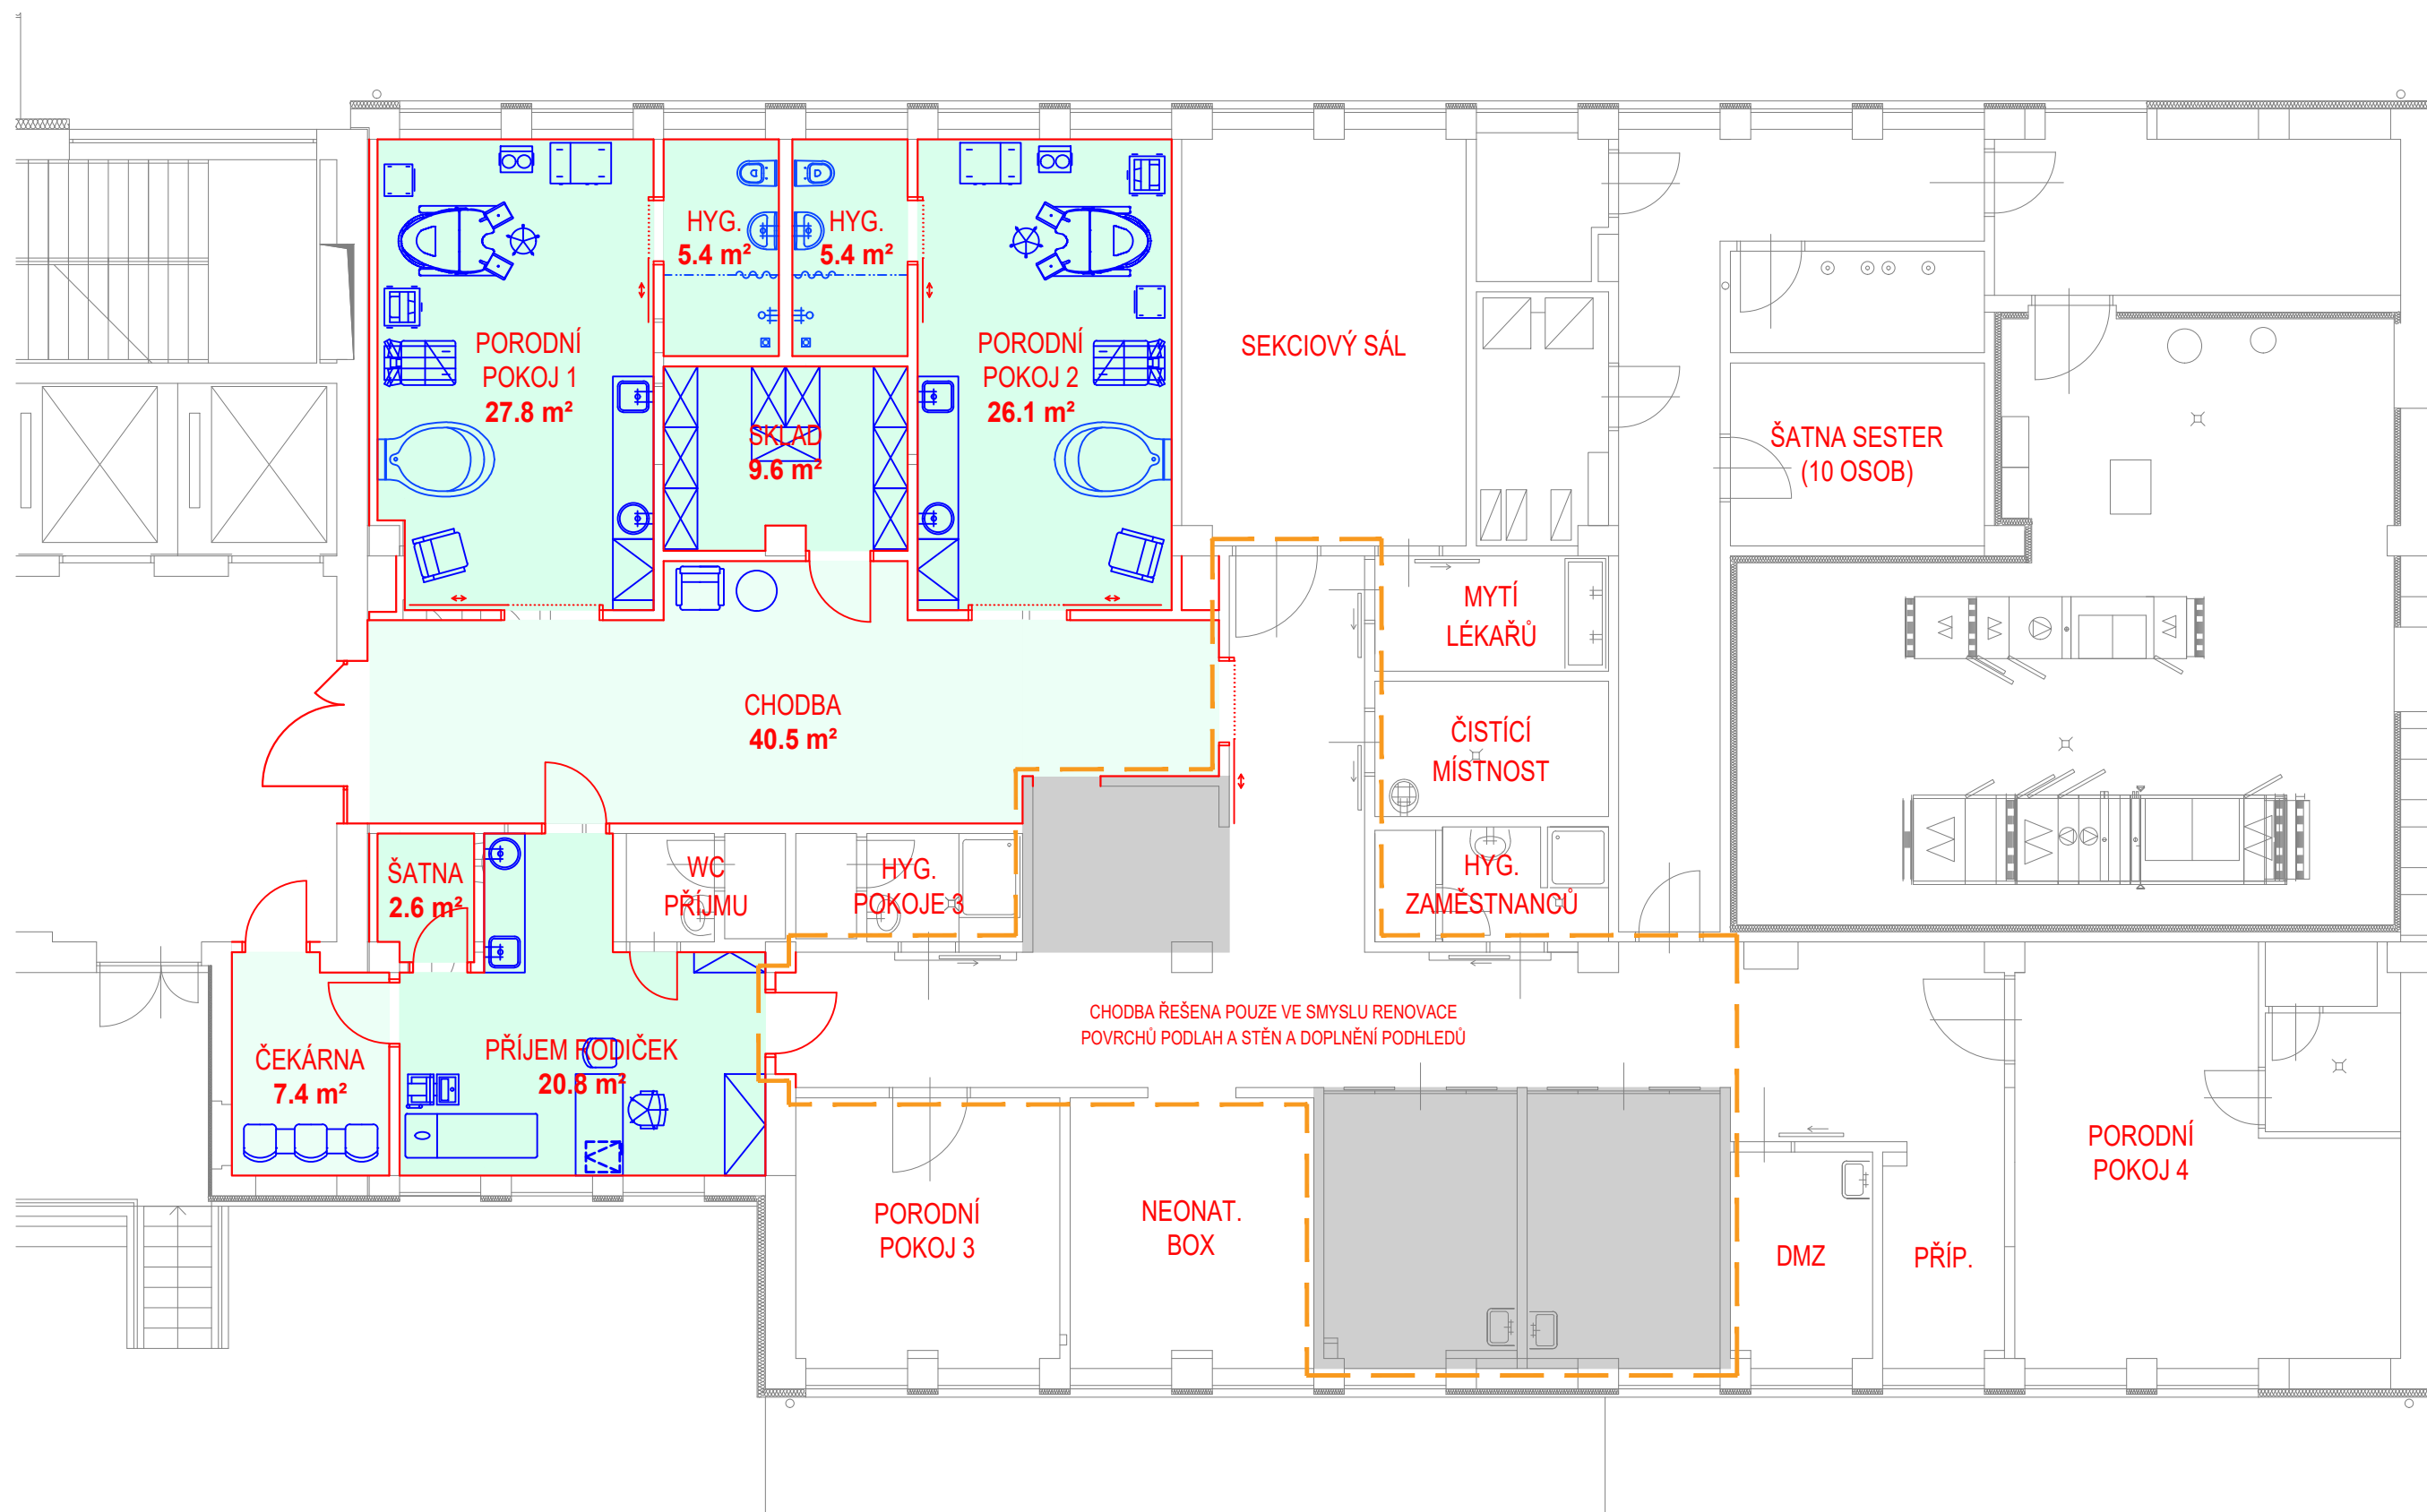 HYG.
5.4 m²
HYG.
5.4 m²
PORODNÍ
POKOJ 1
27.8 m²
PORODNÍ
POKOJ 2
26.1 m²
SEKCIOVÝ SÁL
SKLAD
9.6 m²
ŠATNA SESTER
(10 OSOB)
MYTÍ
LÉKAŘŮ
CHODBA
40.5 m²
ČISTÍCÍ
MÍSTNOST
ŠATNA
2.6 m²
WC
PŘÍJMU
HYG.
POKOJE 3
HYG.
ZAMĚSTNANCŮ
CHODBA ŘEŠENA POUZE VE SMYSLU RENOVACE
POVRCHŮ PODLAH A STĚN A DOPLNĚNÍ PODHLEDŮ
ČEKÁRNA
7.4 m²
PŘÍJEM RODIČEK
20.8 m²
PORODNÍ
POKOJ 3
NEONAT.
BOX
DMZ
PŘÍP.
PORODNÍ
POKOJ 4